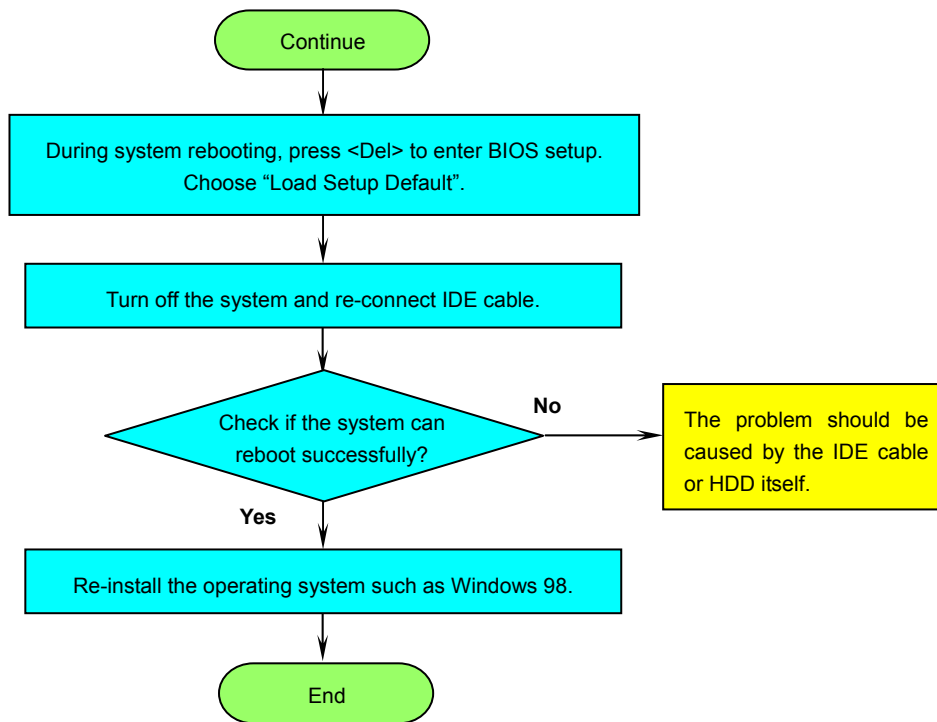 Continue
During system rebooting, press <Del> to enter BIOS setup.
Choose “Load Setup Default”.
Turn off the system and re-connect IDE cable.
Check if the system can
reboot successfully?
No
The problem should be
caused by the IDE cable
or HDD itself.
Yes
Re-install the operating system such as Windows 98.
End